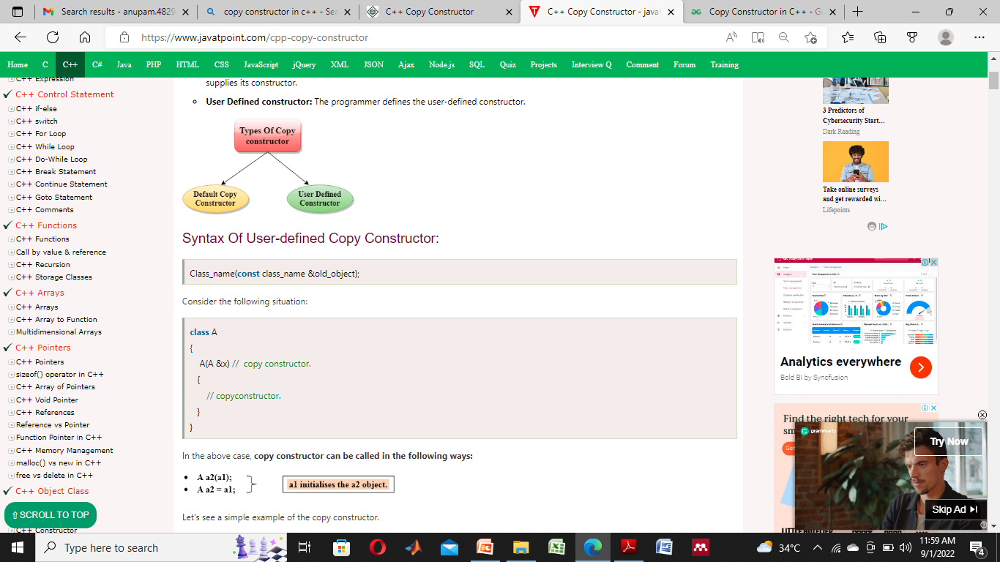 Search results - anupam.4829
copy constructor in c++ - Sea
C++ Copy Constructor
C++ Copy Constructor - javat
Copy Constructor in C++ - G
https://www.javatpoint.com/cpp-copy-constructor
Home C C++ C# Java PHP HTML CSS JavaScript jQuery XML JSON Ajax Node.js SQL Quiz Projects Interview Q Comment Forum Training
C++ Expression
C++ Control Statement
C++ if-else
C++ switch
C++ For Loop
C++ While Loop
C++ Do-While Loop
C++ Break Statement
C++ Continue Statement
C++ Goto Statement
C++ Comments
C++ Functions
C++ Functions
Call by value & reference
C++ Recursion
C++ Storage Classes
C++ Arrays
C++ Arrays
C++ Array to Function
Multidimensional Arrays
C++ Pointers
C++ Pointers
sizeof() operator in C++
C++ Array of Pointers
C++ Void Pointer
C++ References
Reference vs Pointer
Function Pointer in C++
C++ Memory Management
malloc() vs new in C++
free vs delete in C++
C++ Object Class
SCROLL TO TOP
C++ Constructor
supplies its constructor.
User Defined constructor: The programmer defines the user-defined constructor.
Types Of Copy
constructor
Default Copy
Constructor
User Defined
Constructor
Syntax Of User-defined Copy Constructor:
Class_name(const class_name &old_object);
Consider the following situation:
class A
{
A(A &x) // copy constructor.
{
// copyconstructor.
}
}
In the above case, copy constructor can be called in the following ways:
A a2(a1);
A a2 = a1;
a1 initialises the a2 object.
Let's see a simple example of the copy constructor.
3 Predictors of
Cybersecurity Start...
Dark Reading
Take online surveys
and get rewarded wi...
Lifepoints
Analytics everywhere
Bold BI by Syncfusion
Find the right tech for your
grammarly
Try Now
Skip Ad
Type here to search
34°C
11:59 AM
9/1/2022
4